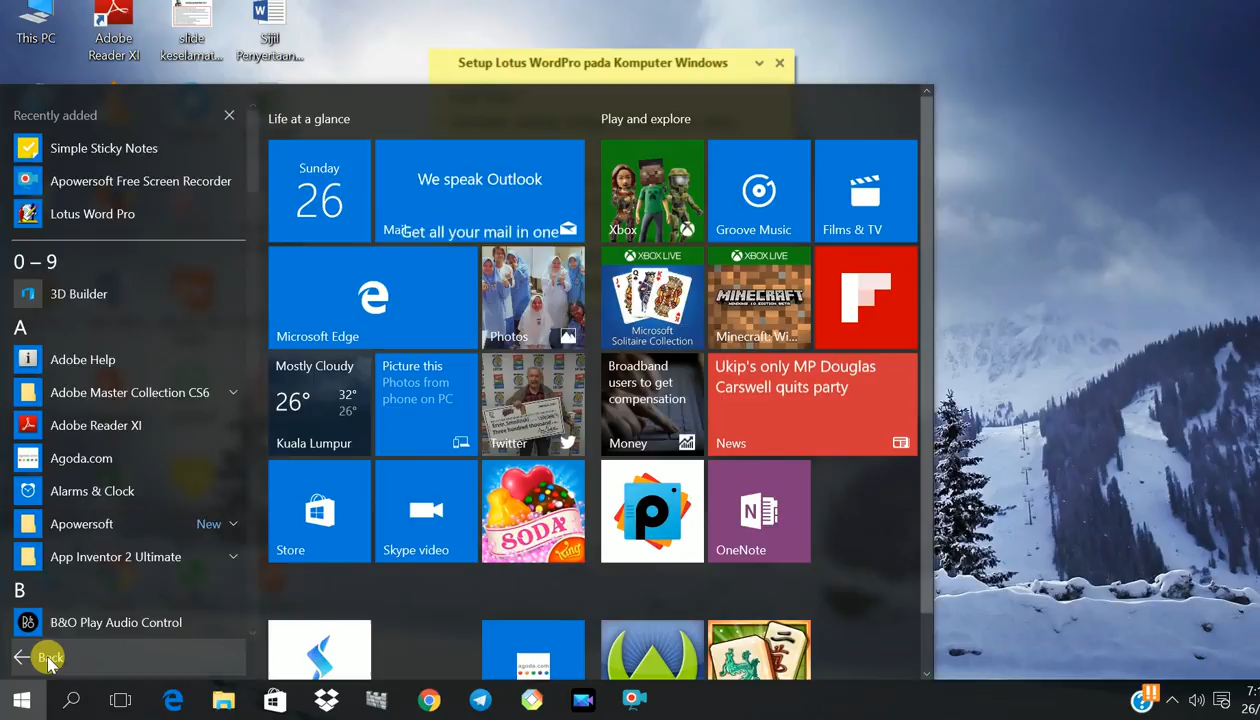 This PC
Adobe
Reader XI
slide
keselamat...
Sijil
Penyertaan...
Setup Lotus WordPro pada Komputer Windows
Recently added
Simple Sticky Notes
Apowersoft Free Screen Recorder
Lotus Word Pro
0 – 9
3D Builder
A
Adobe Help
Adobe Master Collection CS6
Adobe Reader XI
Agoda.com
Alarms & Clock
Apowersoft New
App Inventor 2 Ultimate
B
B&O Play Audio Control
Back
Life at a glance
Sunday
26
We speak Outlook
Get all your mail in one
Mail
Microsoft Edge
Photos
Mostly Cloudy
26° 32°
26°
Kuala Lumpur
Picture this
Photos from
phone on PC
Twitter
Store
Skype video
SODA
King
agoda.com
Play and explore
Xbox
Groove Music
Films & TV
XBOX LIVE
Microsoft
Solitaire Collection
XBOX LIVE
MINECRAFT
Minecraft: Wi...
Broadband
users to get
compensation
Money
Ukip's only MP Douglas
Carswell quits party
News
OneNote